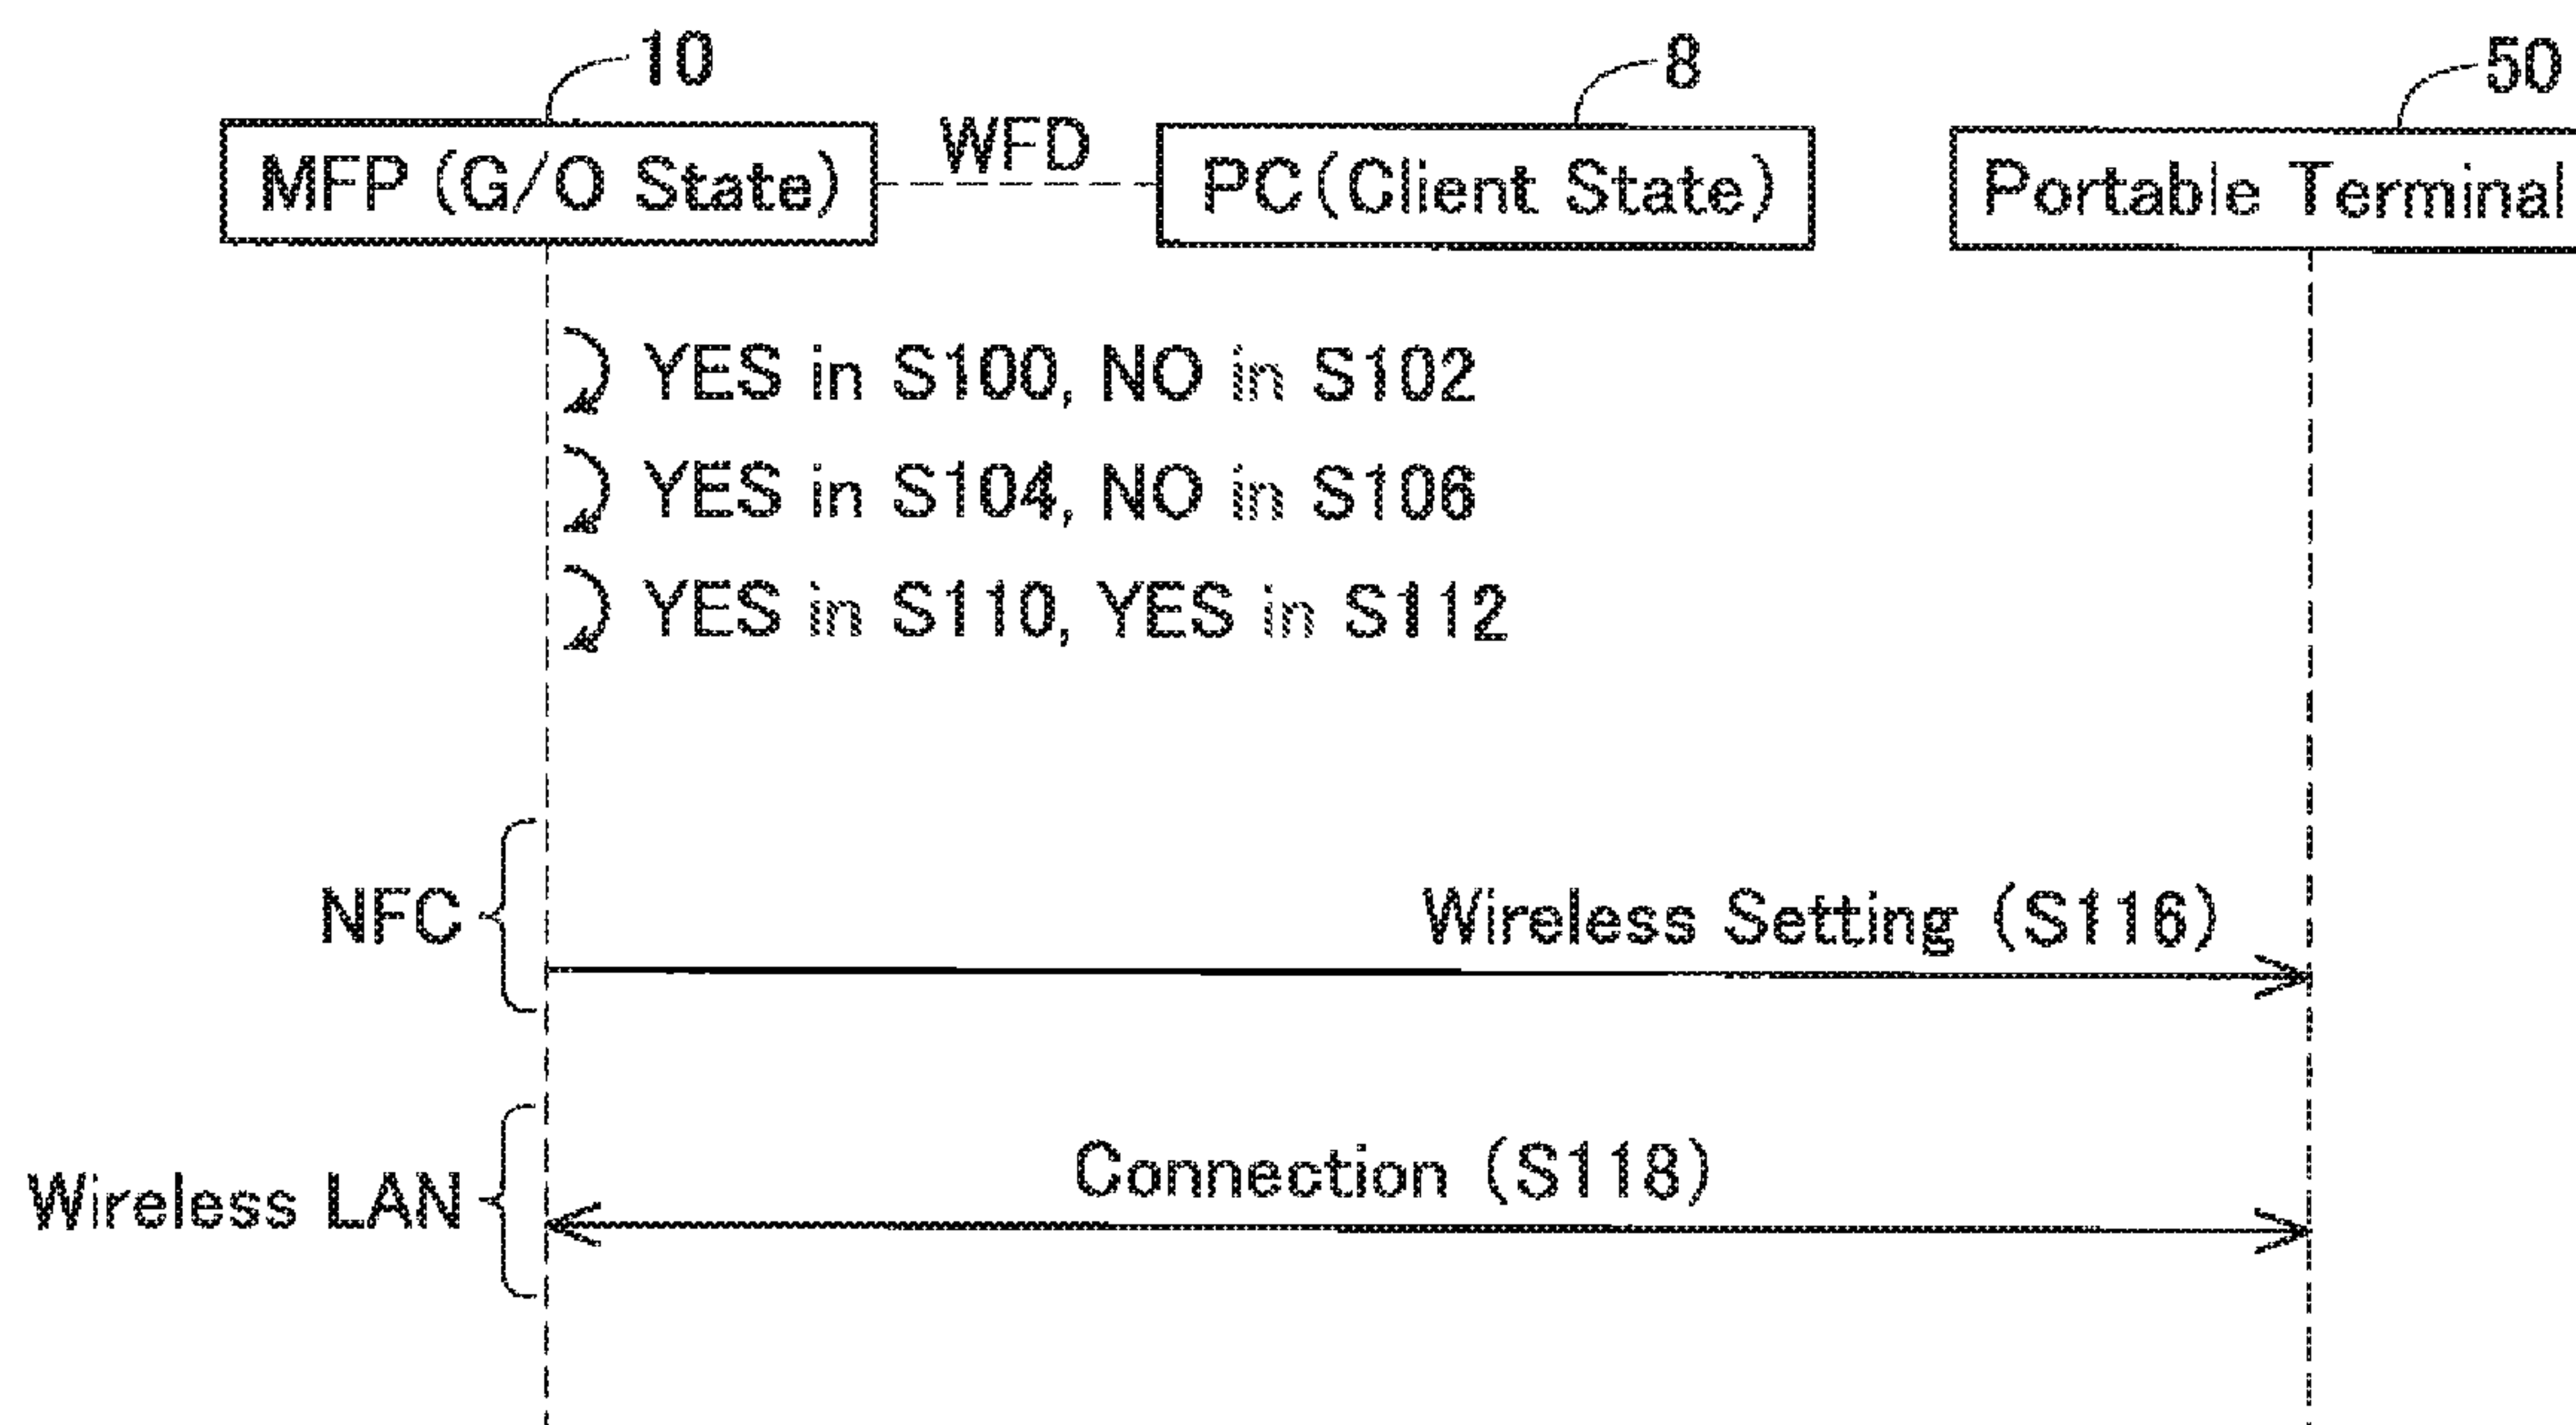 10
8
50
MFP (G/O State)
WFD
PC(Client State)
Portable Terminal
YES in S100, NO in S102
YES in S104, NO in S106
YES in S110, YES in S112
NFC
Wireless Setting (S116)
Wireless LAN
Connection (S118)